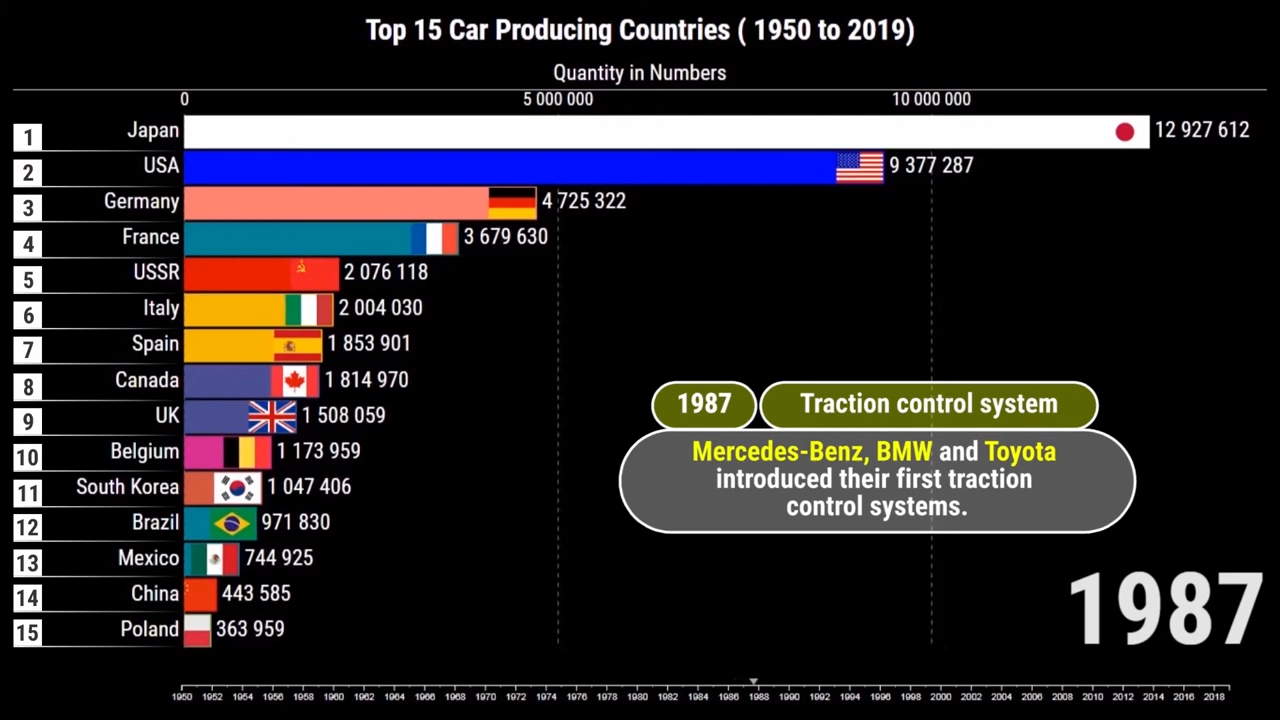 Top 15 Car Producing Countries ( 1950 to 2019)
Quantity in Numbers
0 5 000 000 10 000 000
1 Japan 12 927 612
2 USA 9 377 287
3 Germany 4 725 322
4 France 3 679 630
5 USSR 2 076 118
6 Italy 2 004 030
7 Spain 1 853 901
8 Canada 1 814 970
9 UK 1 508 059
10 Belgium 1 173 959
11 South Korea 1 047 406
12 Brazil 971 830
13 Mexico 744 925
14 China 443 585
15 Poland 363 959
1987 Traction control system
Mercedes-Benz, BMW and Toyota
introduced their first traction
control systems.
1987
1950 1952 1954 1956 1958 1960 1962 1964 1966 1968 1970 1972 1974 1976 1978 1980 1982 1984 1986 1988 1990 1992 1994 1996 1998 2000 2002 2004 2006 2008 2010 2012 2014 2016 2018